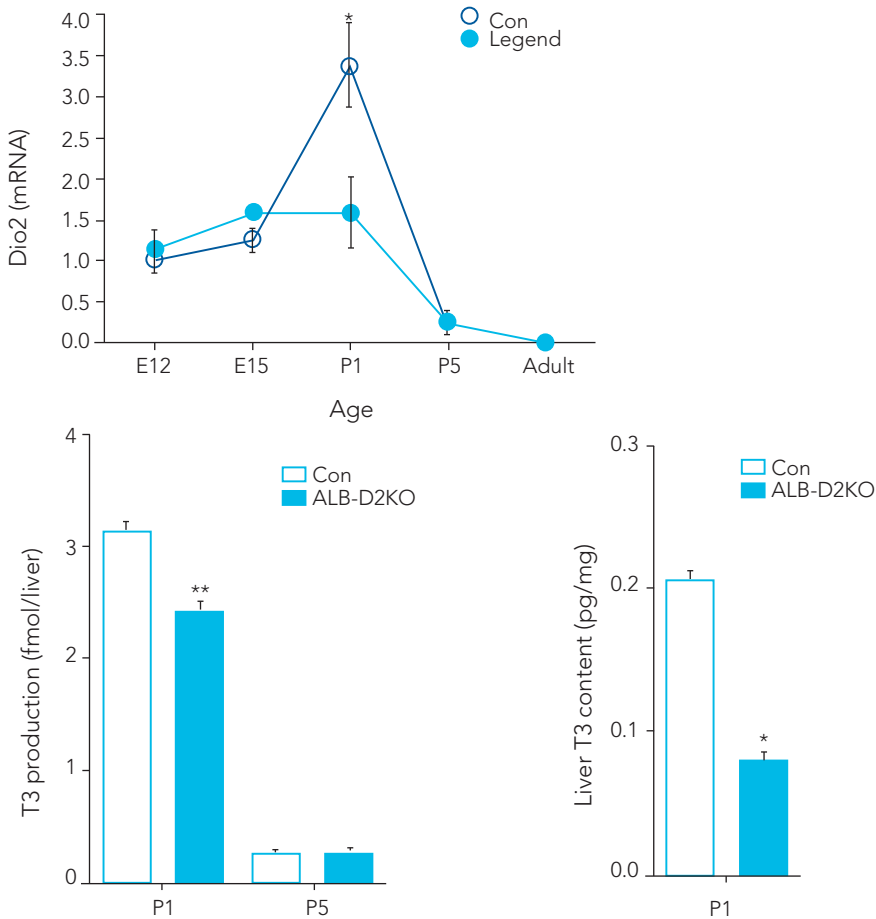 4.0
3.5
3.0
2.5
2.0
1.5
1.0
0.5
0.0
Dio2 (mRNA)
*
Con
Legend
E12 E15 P1 P5 Adult
Age
4
3
2
1
0
T3 production (fmol/liver)
Con
ALB-D2KO
**
P1 P5
0.3
0.2
0.1
0.0
Liver T3 content (pg/mg)
Con
ALB-D2KO
*
P1